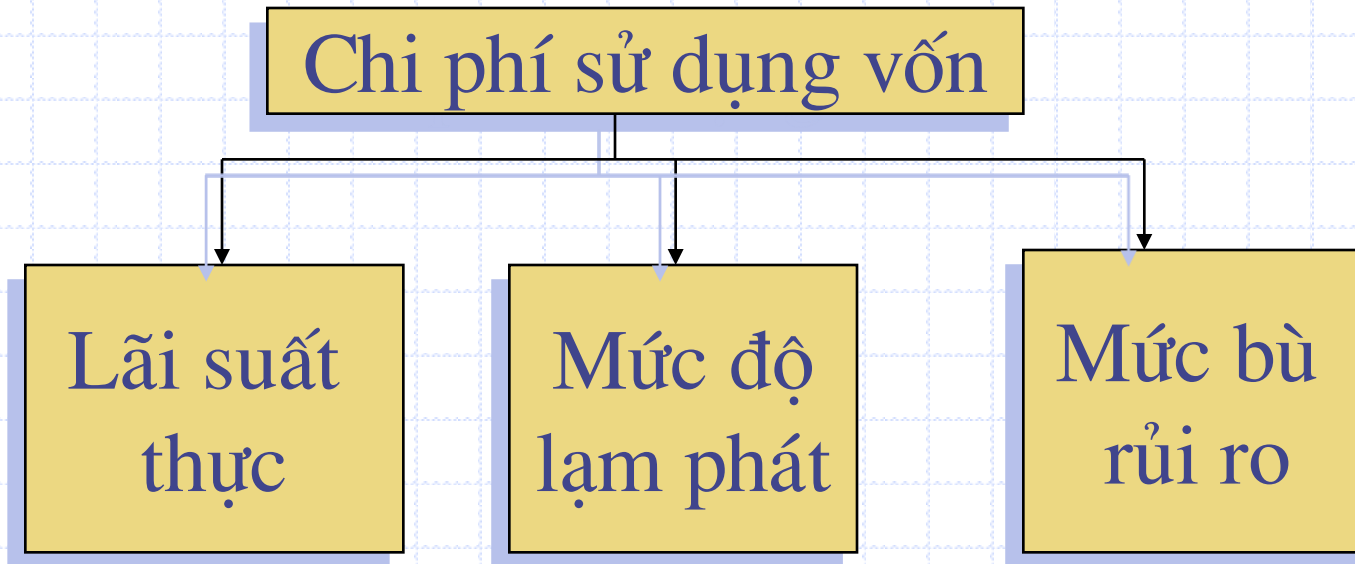 Chi phí sử dụng vốn
Lãi suất
thực
Mức độ
lạm phát
Mức bù
rủi ro